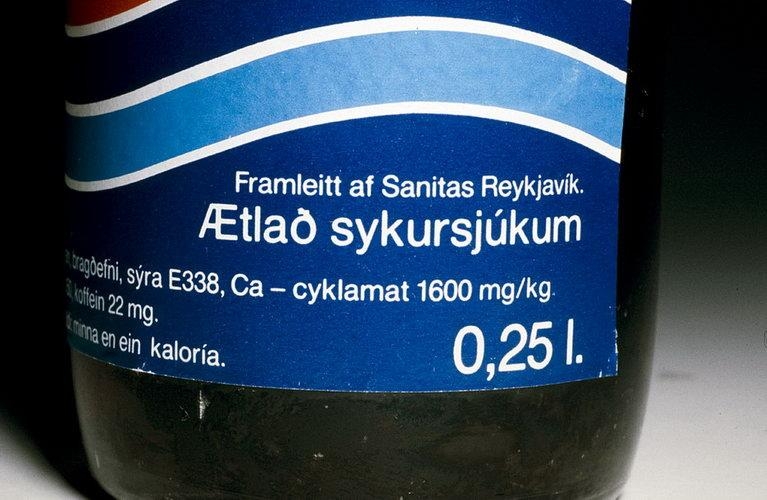 Framleitt af Sanitas Reykjavík.
Ætlað sykursjúkum
bragðefni, sýra E338, Ca – cyklamat 1600 mg/kg.
koffein 22 mg.
minna en ein kaloría.
0,25 l.